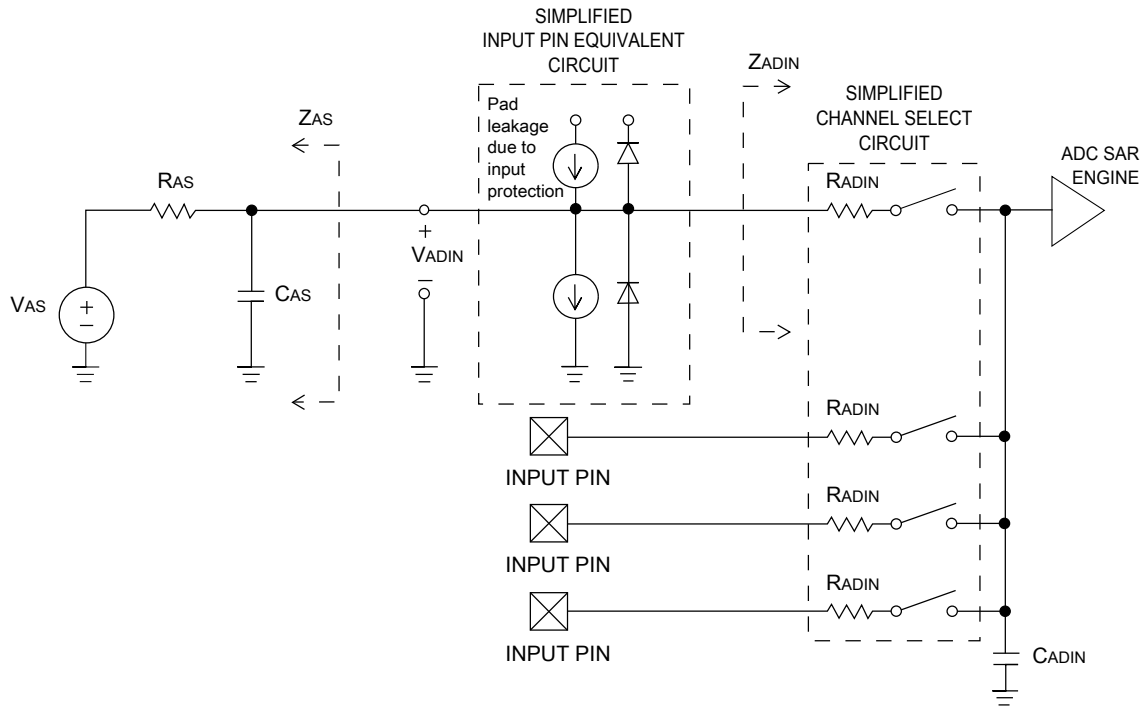 SIMPLIFIED
INPUT PIN EQUIVALENT
CIRCUIT
Pad
leakage
due to
input
protection
ZADIN
SIMPLIFIED
CHANNEL SELECT
CIRCUIT
ADC SAR
ENGINE
ZAS
RAS
RADIN
+
VADIN
–
VAS
+
–
CAS
RADIN
INPUT PIN
RADIN
INPUT PIN
RADIN
INPUT PIN
CADIN